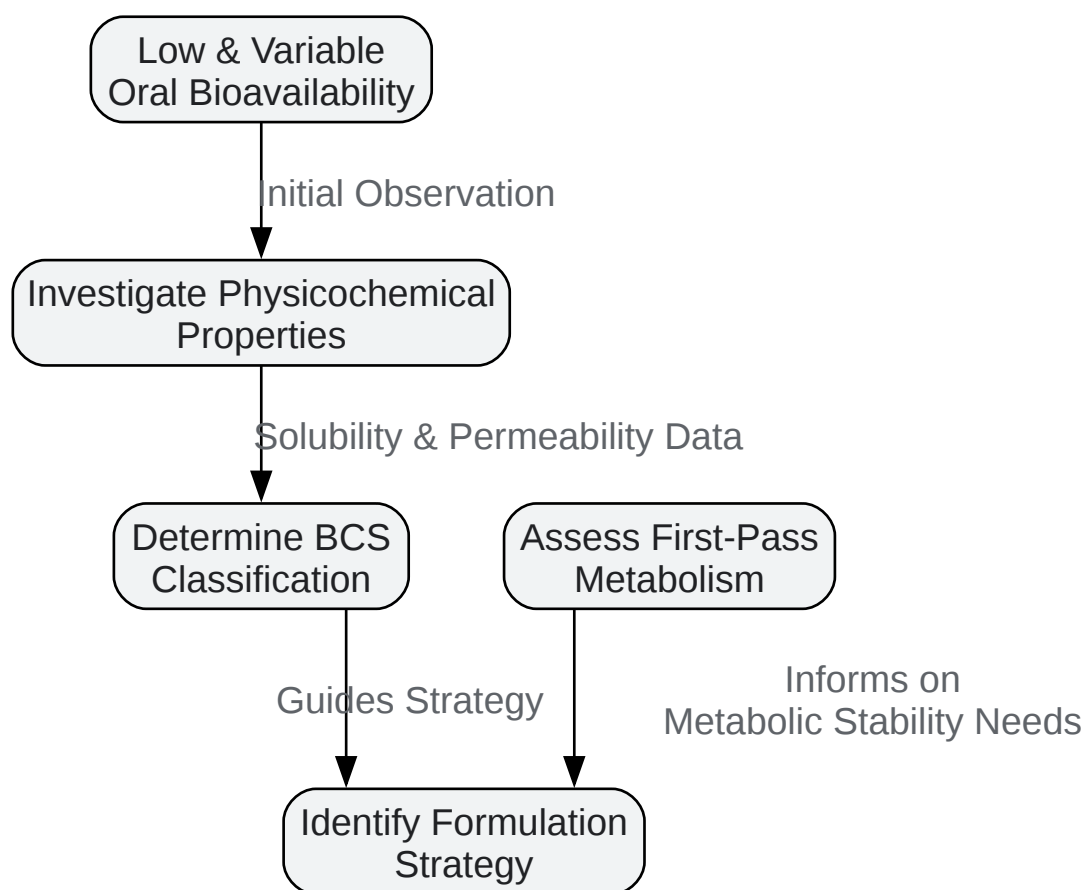 Low & Variable
Oral Bioavailability
Initial Observation
Investigate Physicochemical
Properties
Solubility & Permeability Data
Determine BCS
Classification
Assess First-Pass
Metabolism
Guides Strategy
Informs on
Metabolic Stability Needs
Identify Formulation
Strategy